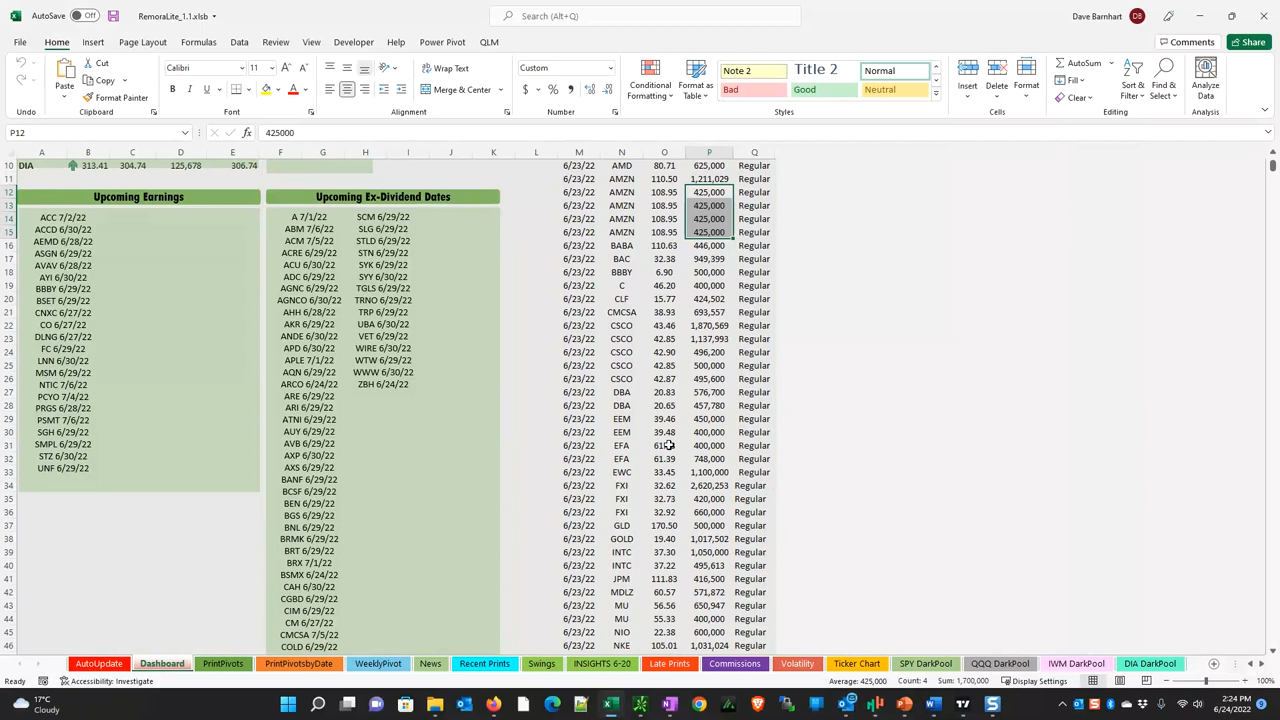 AutoSave Off RemoraLite_1.1.xlsb Search (Alt+Q) Dave Barnhart DB
File Home Insert Page Layout Formulas Data Review View Developer Help Power Pivot QLM Comments Share
Cut Calibri 11 Wrap Text Custom Note 2 Title 2 Normal AutoSum
Paste Copy Conditional Formatting Format as Table Insert Delete Format Fill Sort & Filter Find & Select Analyze Data
Format Painter B I U Merge & Center $ % Bad Good Neutral Clear
Undo Clipboard Font Alignment Number Styles Cells Editing Analysis
P12 fx 425000
A B C D E F G H I J K L M N O P Q
10 DIA 313.41 304.74 125,678 306.74 6/23/22 AMD 80.71 625,000 Regular
11 6/23/22 AMZN 110.50 1,211,029 Regular
12 6/23/22 AMZN 108.95 425,000 Regular
13 6/23/22 AMZN 108.95 425,000 Regular
14 6/23/22 AMZN 108.95 425,000 Regular
15 6/23/22 AMZN 108.95 425,000 Regular
16 6/23/22 BABA 110.63 446,000 Regular
17 6/23/22 BAC 32.38 949,399 Regular
18 6/23/22 BBBY 6.90 500,000 Regular
19 6/23/22 C 46.20 400,000 Regular
20 6/23/22 CLF 15.77 424,502 Regular
21 6/23/22 CMCSA 38.93 693,557 Regular
22 6/23/22 CSCO 43.46 1,870,569 Regular
23 6/23/22 CSCO 42.85 1,137,993 Regular
24 6/23/22 CSCO 42.90 496,200 Regular
25 6/23/22 CSCO 42.85 500,000 Regular
26 6/23/22 CSCO 42.87 495,600 Regular
27 6/23/22 DBA 20.83 576,700 Regular
28 6/23/22 DBA 20.65 457,780 Regular
29 6/23/22 EEM 39.46 450,000 Regular
30 6/23/22 EEM 39.48 400,000 Regular
31 6/23/22 EFA 400,000 Regular
32 6/23/22 EFA 61.39 748,000 Regular
33 6/23/22 EWC 33.45 1,100,000 Regular
34 6/23/22 FXI 32.62 2,620,253 Regular
35 6/23/22 FXI 32.73 420,000 Regular
36 6/23/22 FXI 32.92 660,000 Regular
37 6/23/22 GLD 170.50 500,000 Regular
38 6/23/22 GOLD 19.40 1,017,502 Regular
39 6/23/22 INTC 37.30 1,050,000 Regular
40 6/23/22 INTC 37.22 495,613 Regular
41 6/23/22 JPM 111.83 416,500 Regular
42 6/23/22 MDLZ 60.57 571,872 Regular
43 6/23/22 MU 56.56 650,947 Regular
44 6/23/22 MU 55.33 400,000 Regular
45 6/23/22 NIO 22.38 600,000 Regular
46 6/23/22 NKE 105.01 1,031,024 Regular
Upcoming Earnings
ACC 7/2/22
ACCD 6/30/22
AEMD 6/28/22
ASGN 6/29/22
AVAV 6/28/22
AYI 6/30/22
BBBY 6/29/22
BSET 6/29/22
CNXC 6/27/22
CO 6/27/22
DLNG 6/27/22
FC 6/29/22
LNN 6/30/22
MSM 6/29/22
NTIC 7/6/22
PCYO 7/4/22
PRGS 6/28/22
PSMT 7/6/22
SGH 6/29/22
SMPL 6/29/22
STZ 6/30/22
UNF 6/29/22
Upcoming Ex-Dividend Dates
A 7/1/22 SCM 6/29/22
ABM 7/6/22 SLG 6/29/22
ACM 7/5/22 STLD 6/29/22
ACRE 6/29/22 STN 6/29/22
ACU 6/30/22 SYK 6/29/22
ADC 6/29/22 SYY 6/30/22
AGNC 6/29/22 TGLS 6/29/22
AGNCO 6/30/22 TRNO 6/29/22
AHH 6/28/22 TRP 6/29/22
AKR 6/29/22 UBA 6/30/22
ANDE 6/30/22 VET 6/29/22
APD 6/30/22 WIRE 6/30/22
APLE 7/1/22 WTW 6/29/22
AQN 6/29/22 WWW 6/30/22
ARCO 6/24/22 ZBH 6/24/22
ARE 6/29/22
ARI 6/29/22
ATNI 6/29/22
AUY 6/29/22
AVB 6/29/22
AXP 6/30/22
AXS 6/29/22
BANF 6/29/22
BCSF 6/29/22
BEN 6/29/22
BGS 6/29/22
BNL 6/29/22
BRMK 6/29/22
BRT 6/29/22
BRX 7/1/22
BSMX 6/24/22
CAH 6/30/22
CGBD 6/29/22
CIM 6/29/22
CM 6/27/22
CMCSA 7/5/22
COLD 6/29/22
AutoUpdate Dashboard PrintPivots PrintPivotsbyDate WeeklyPivot News Recent Prints Swings INSIGHTS 6-20 Late Prints Commissions Volatility Ticker Chart SPY DarkPool QQQ DarkPool IWM DarkPool DIA DarkPool
Ready Accessibility: Investigate Average: 425,000 Count: 4 Sum: 1,700,000 Display Settings 100%
17°C
Cloudy
2:24 PM
6/24/2022